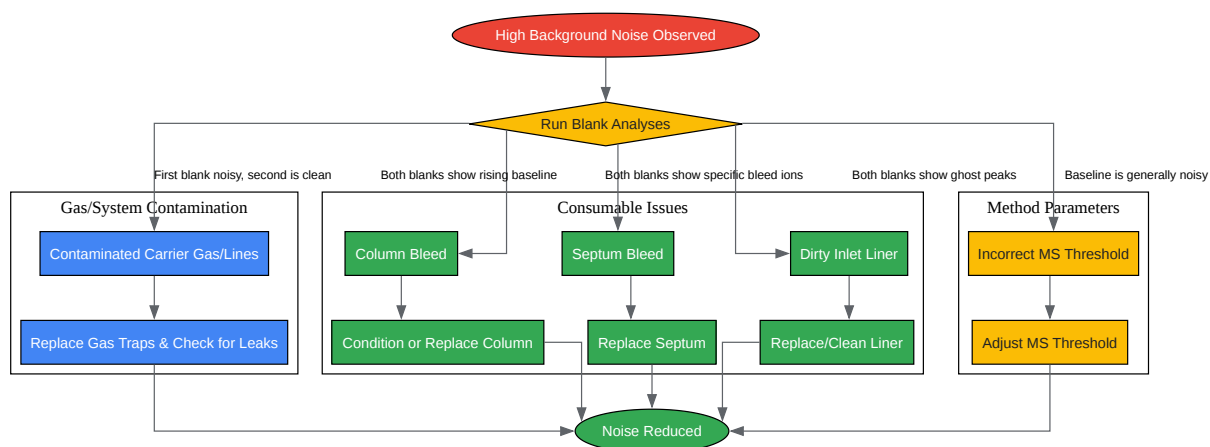 High Background Noise Observed
Run Blank Analyses
First blank noisy, second is clean
Both blanks show rising baseline
Both blanks show specific bleed ions
Both blanks show ghost peaks
Baseline is generally noisy
Gas/System Contamination
Consumable Issues
Method Parameters
Contaminated Carrier Gas/Lines
Column Bleed
Septum Bleed
Dirty Inlet Liner
Incorrect MS Threshold
Replace Gas Traps & Check for Leaks
Condition or Replace Column
Replace Septum
Replace/Clean Liner
Adjust MS Threshold
Noise Reduced